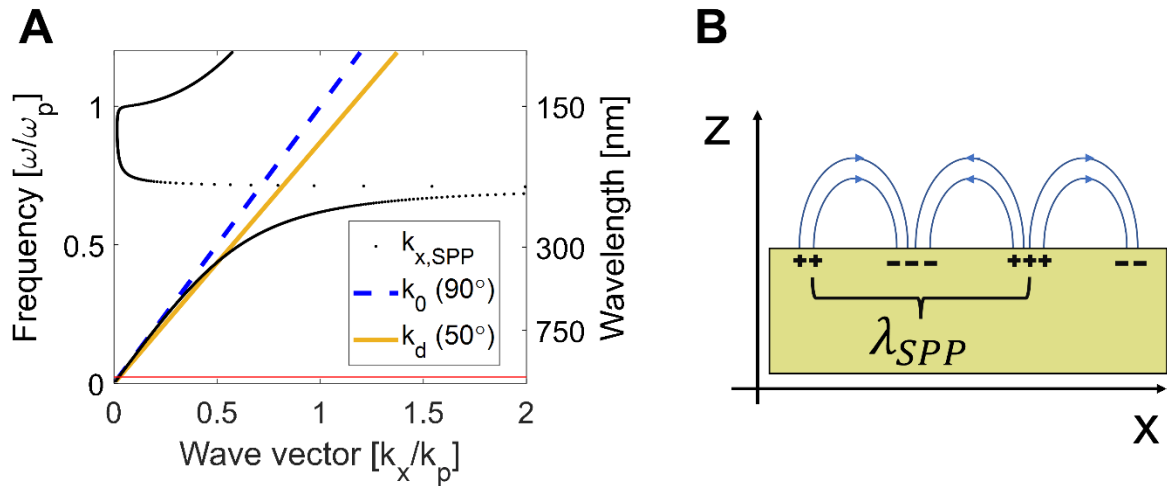 A
Frequency [ω/ω_p]
1
0.5
0
0
0.5
1
1.5
2
Wave vector [k_x/k_p]
150
300
750
Wavelength [nm]
k_x,SPP
k_0 (90°)
k_d (50°)
B
Z
++
---
+++
--
λ_SPP
X